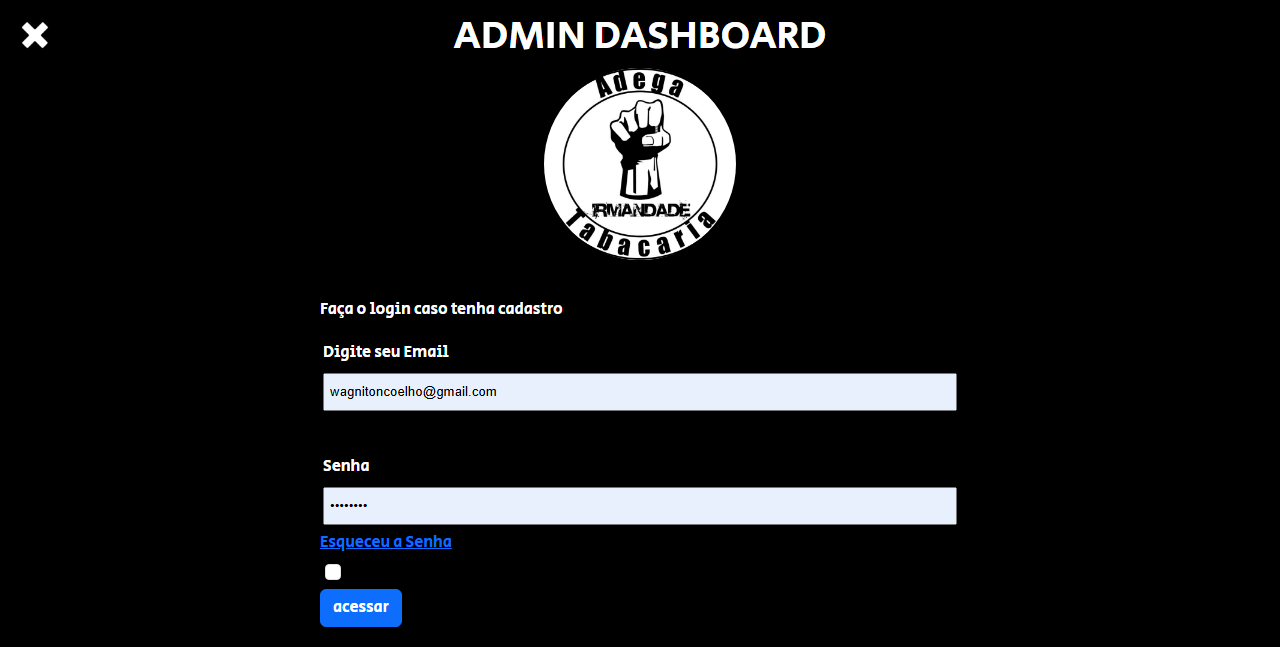 ADMIN DASHBOARD
Adega
IRMANDADE
Tabacaria
Faça o login caso tenha cadastro
Digite seu Email
wagnitoncoelho@gmail.com
Senha
••••••••
Esqueceu a Senha
acessar